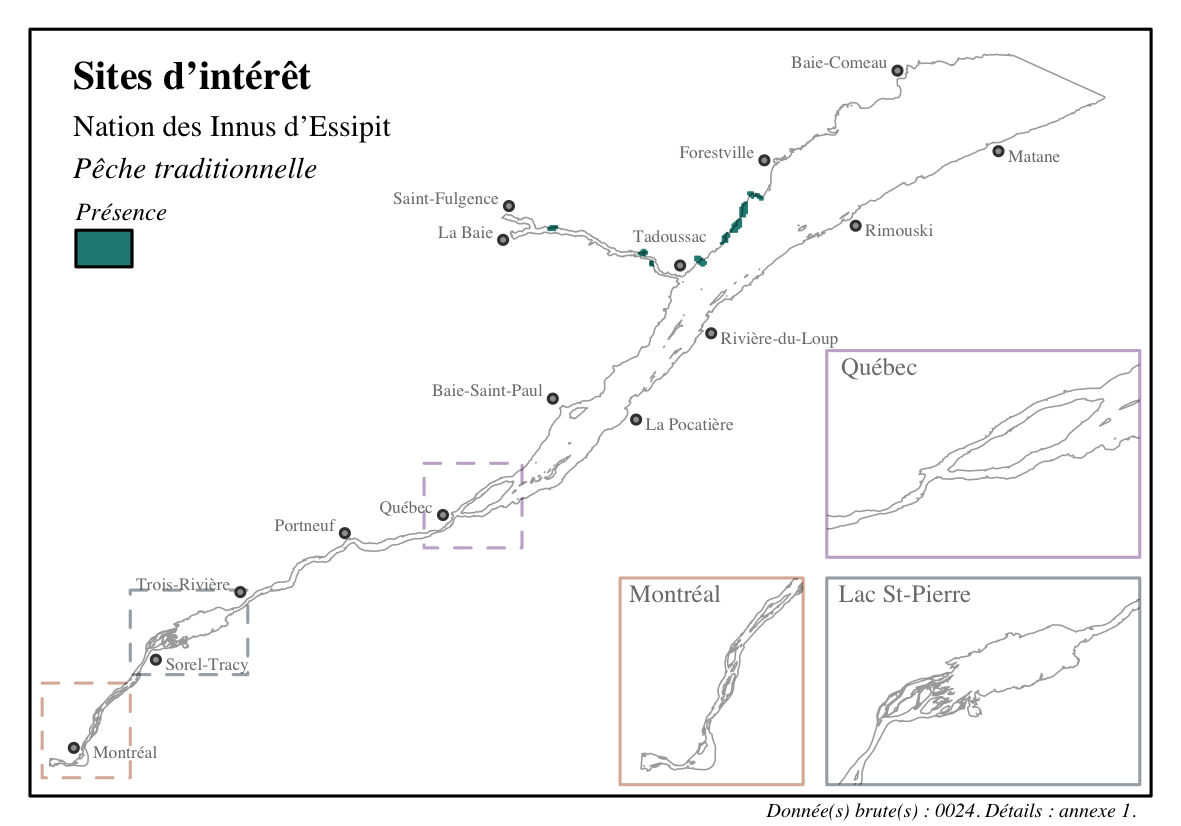 Sites d’intérêt
Nation des Innus d’Essipit
Pêche traditionnelle
Présence
Baie-Comeau
Forestville
Matane
Saint-Fulgence
La Baie
Tadoussac
Rimouski
Rivière-du-Loup
Baie-Saint-Paul
La Pocatière
Québec
Portneuf
Trois-Rivière
Sorel-Tracy
Montréal
Québec
Montréal
Lac St-Pierre
Donnée(s) brute(s) : 0024. Détails : annexe 1.